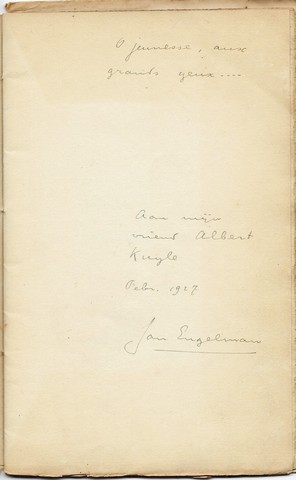 O jeunesse, aux
grands yeux....
Aan mijn
vriend Albert
Kuyle
Febr. 1927
Jan Engelman